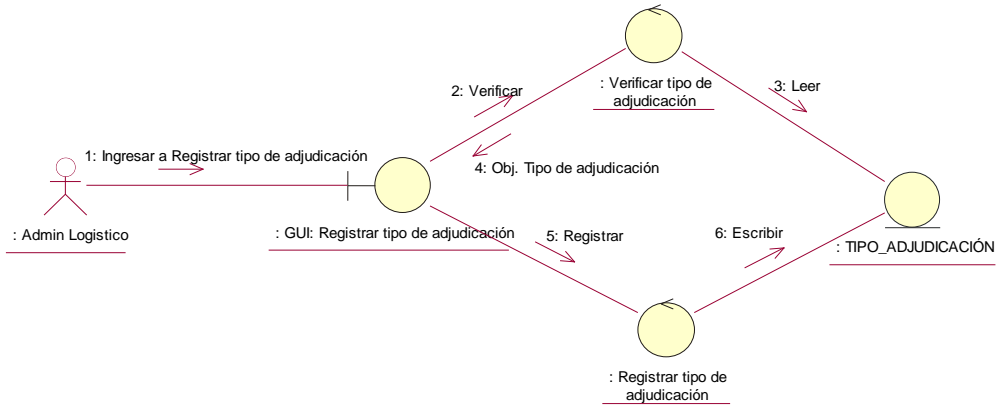 : Verificar tipo de
adjudicación
2: Verificar
3: Leer
1: Ingresar a Registrar tipo de adjudicación
4: Obj. Tipo de adjudicación
: Admin Logistico
: GUI: Registrar tipo de adjudicación
5: Registrar
6: Escribir
: TIPO_ADJUDICACIÓN
: Registrar tipo de
adjudicación